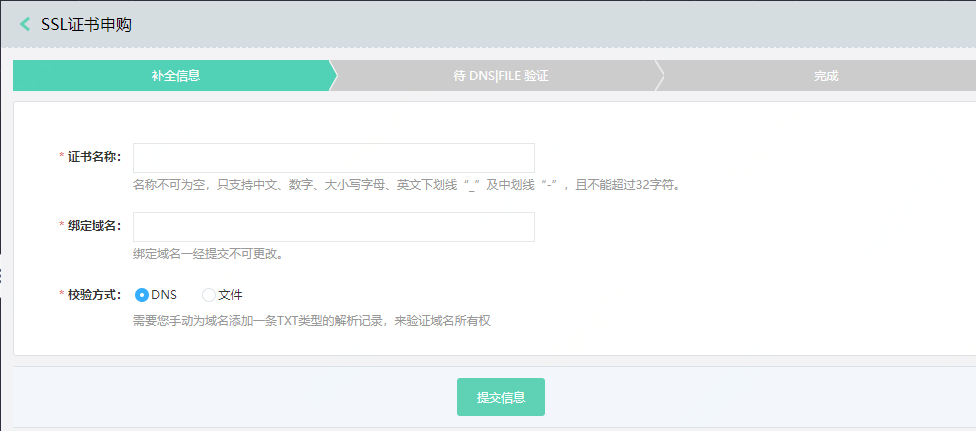 SSL证书申购
补全信息 待 DNS|FILE 验证 完成
* 证书名称：
名称不可为空，只支持中文、数字、大小写字母、英文下划线“_”及中划线“-”，且不能超过32字符。
* 绑定域名：
绑定域名一经提交不可更改。
* 校验方式： DNS 文件
需要您手动为域名添加一条TXT类型的解析记录，来验证域名所有权
提交信息